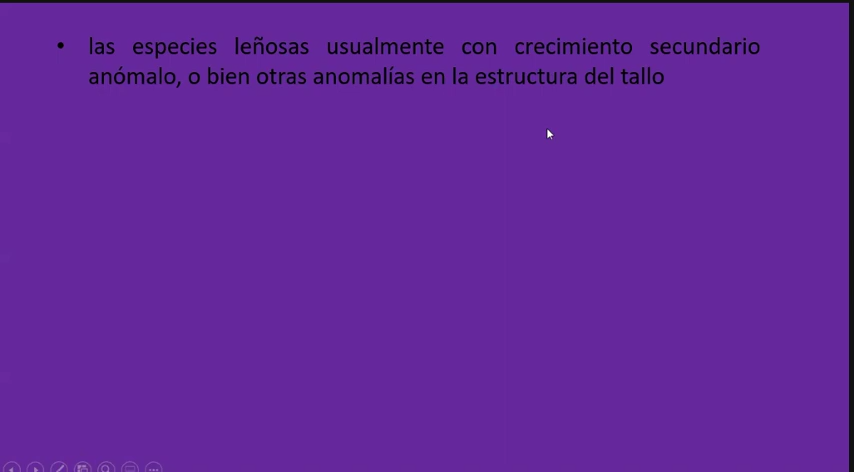 • las especies leñosas usualmente con crecimiento secundario
anómalo, o bien otras anomalías en la estructura del tallo